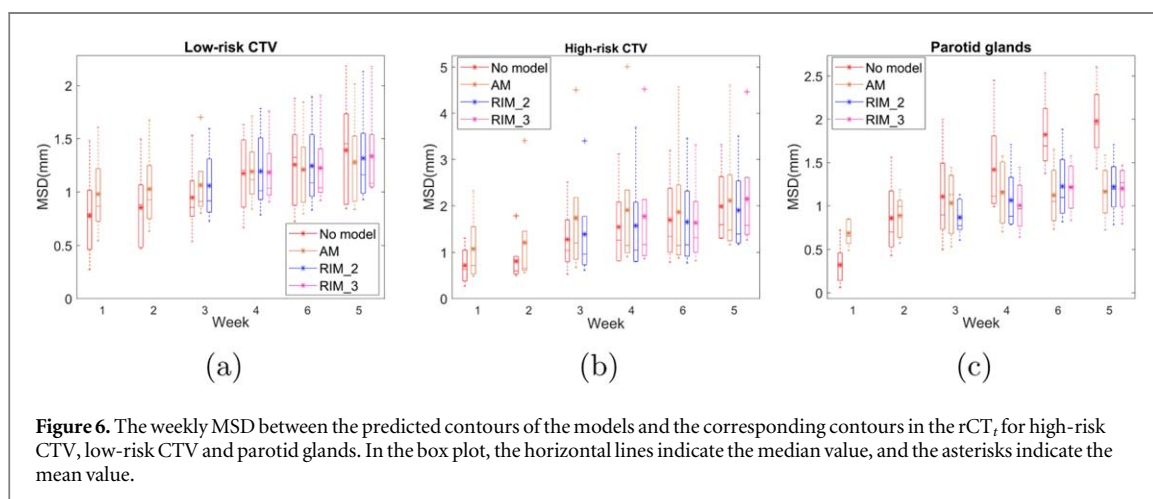 Low-risk CTV
MSD(mm)
2
1.5
1
0.5
0
No model
AM
RIM_2
RIM_3
1 2 3 4 6 5
Week
(a)
High-risk CTV
MSD(mm)
5
4
3
2
1
0
No model
AM
RIM_2
RIM_3
1 2 3 4 6 5
Week
(b)
Parotid glands
MSD(mm)
2.5
2
1.5
1
0.5
0
No model
AM
RIM_2
RIM_3
1 2 3 4 6 5
Week
(c)
Figure 6. The weekly MSD between the predicted contours of the models and the corresponding contours in the rCTt for high-risk
CTV, low-risk CTV and parotid glands. In the box plot, the horizontal lines indicate the median value, and the asterisks indicate the
mean value.